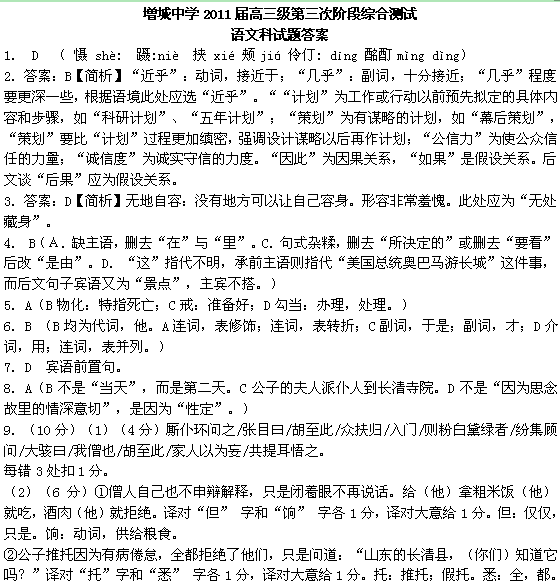 增城中学 2011 届高三级第三次阶段综合测试
语文科试题答案
1. D （ 慑 shè: 蹑:niè 挟 xié 颊 jiá 伶仃: dīng 酩酊 mǐng dǐng）
2. 答案：B【简析】“近乎”：动词，接近于；“几乎”：副词，十分接近；“几乎”程度
要更深一些，根据语境此处应选“近乎”。““计划”为工作或行动以前预先拟定的具体内
容和步骤，如“科研计划”、“五年计划”；“策划”为有谋略的计划，如“幕后策划”，
“策划”要比“计划”过程更加缜密，强调设计谋略以后再作计划；“公信力”为使公众信
任的力量；“诚信度”为诚实守信的力度。“因此”为因果关系，“如果”是假设关系。后
文谈“后果”应为假设关系。
3. 答案：D【简析】无地自容：没有地方可以让自己容身。形容非常羞愧。此处应为“无处
藏身”。
4. B（A．缺主语，删去“在”与“里”。C．句式杂糅，删去“所决定的”或删去“要看”
后改“是由”。D．“这”指代不明，承前主语则指代“美国总统奥巴马游长城”这件事，
而后文句子宾语又为“景点”，主宾不搭。）
5. A（B物化：特指死亡；C戒：准备好；D勾当：办理，处理。）
6. B （B均为代词，他。A连词，表修饰；连词，表转折；C副词，于是；副词，才；D介
词，用；连词，表并列。）
7. D 宾语前置句。
8. A（B不是“当天”，而是第二天。C公子的夫人派仆人到长清寺院。D不是“因为思念
故里的情深意切”，是因为“性定”。）
9. （10 分）（1）（4分）厮仆环问之/张目曰/胡至此/众扶归/入门/则粉白黛绿者/纷集顾
问/大骇曰/我僧也/胡至此/家人以为妄/共提耳悟之。
每错 3处扣1分。
（2）（6 分）①僧人自己也不申辩解释，只是闭着眼不再说话。给（他）拿粗米饭（他）
就吃，酒肉（他）就拒绝。译对“但” 字和“饷” 字各1分，译对大意给1分。但：仅仅，
只是。饷：动词，供给粮食。
②公子推托因为有病倦怠，全都拒绝了他们，只是问道：“山东的长清县，（你们）知道它
吗？”译对“托”字和“悉” 字各1分，译对大意给1分。托：推托；假托。悉：全，都。